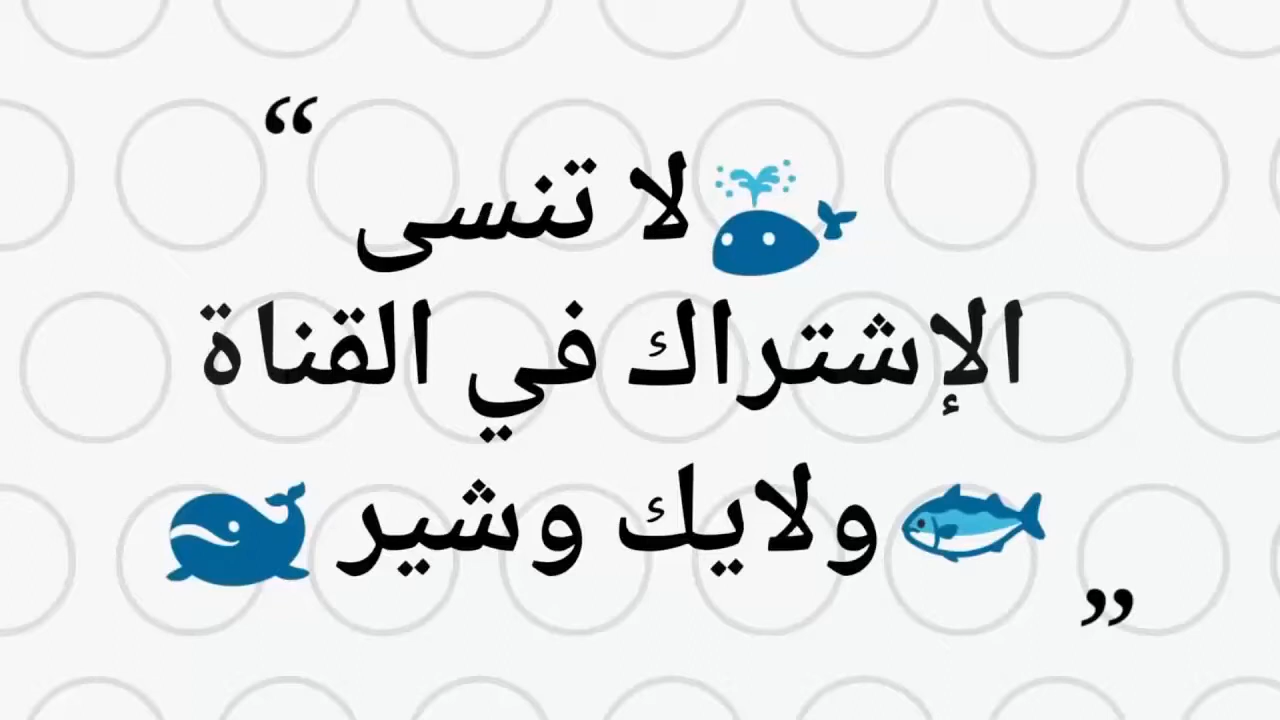 “
🐳لا تنسى
الإشتراك في القناة
🐟ولايك وشير🐋
”